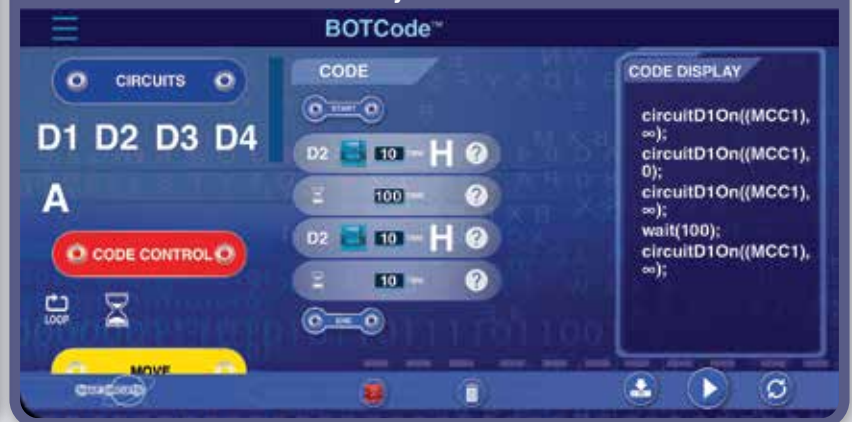 BOTCode™
CIRCUITS
D1 D2 D3 D4
A
CODE CONTROL
LOOP
MOVE
CODE
START
D2 10 H ?
100 ?
D2 10 H ?
10 ?
END
CODE DISPLAY
circuitD1On((MCC1),
∞);
circuitD1On((MCC1),
0);
circuitD1On((MCC1),
∞);
wait(100);
circuitD1On((MCC1),
∞);